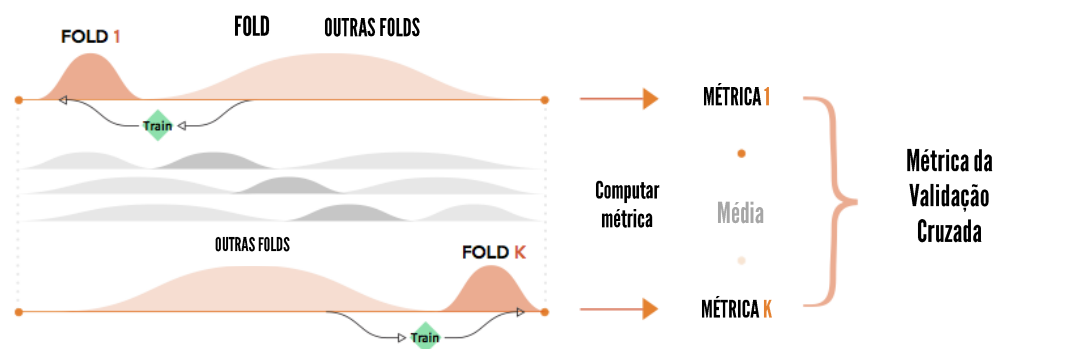 FOLD 1
FOLD
OUTRAS FOLDS
Train
MÉTRICA 1
Computar
métrica
Média
Métrica da
Validação
Cruzada
OUTRAS FOLDS
FOLD K
Train
MÉTRICA K